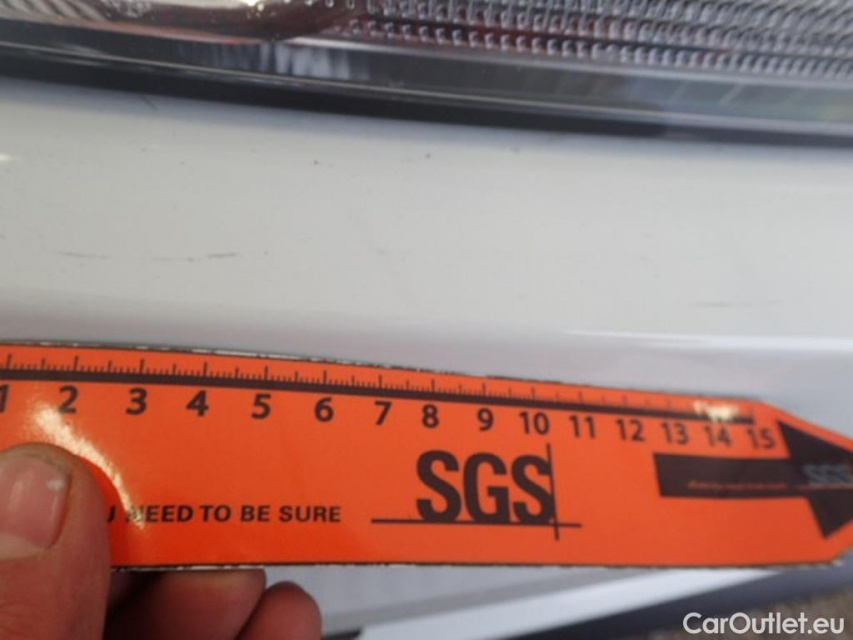 1 2 3 4 5 6 7 8 9 10 11 12 13 14 15
SGS
SGS
NEED TO BE SURE
CarOutlet.eu